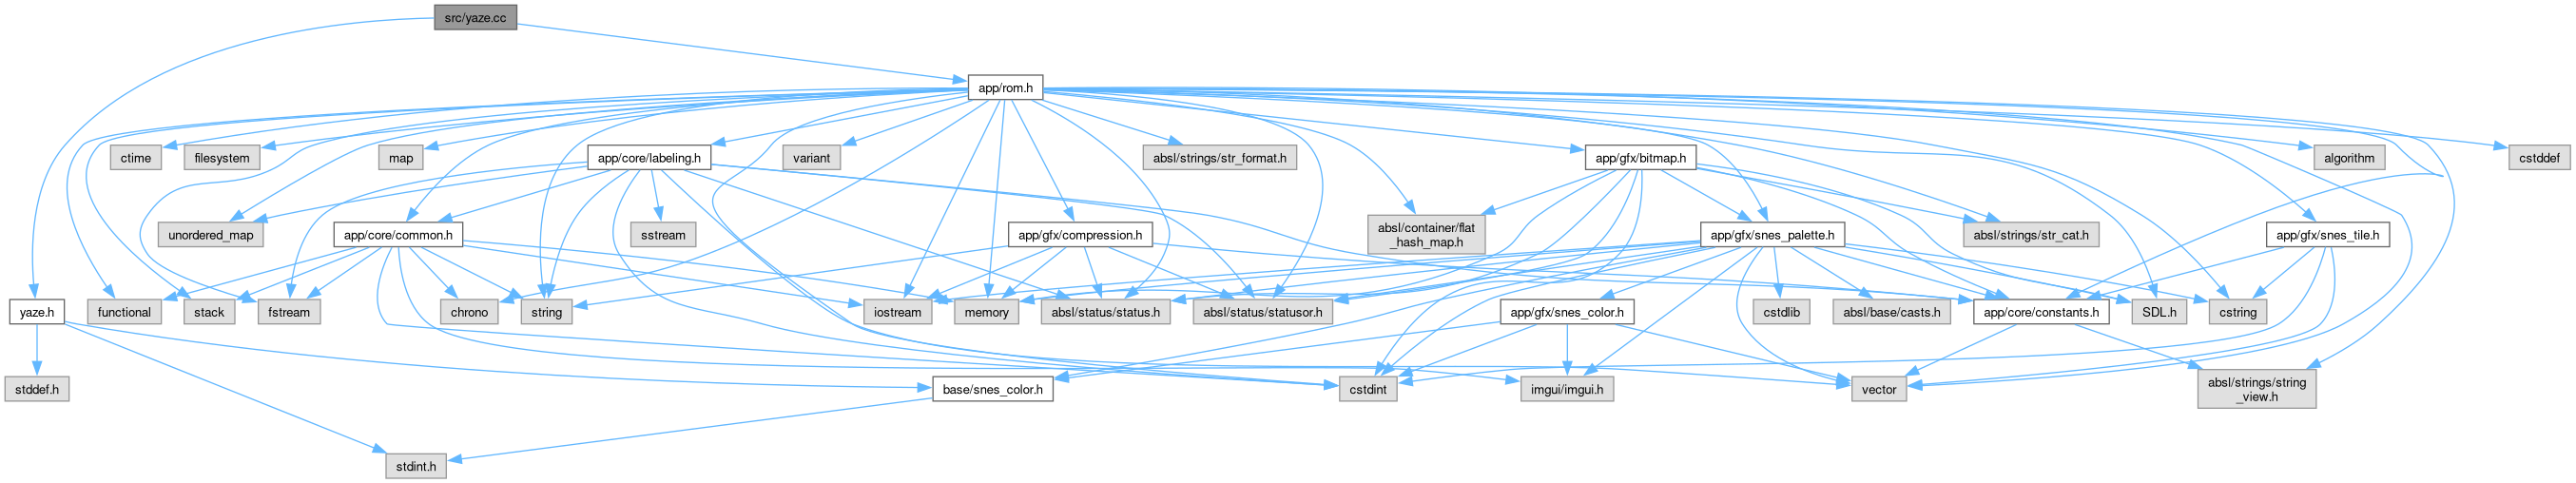 src/yaze.cc
app/rom.h
ctime
filesystem
map
app/core/labeling.h
variant
absl/strings/str_format.h
app/gfx/bitmap.h
algorithm
cstddef
unordered_map
app/core/common.h
sstream
app/gfx/compression.h
absl/container/flat
_hash_map.h
app/gfx/snes_palette.h
absl/strings/str_cat.h
app/gfx/snes_tile.h
yaze.h
functional
stack
fstream
chrono
string
iostream
memory
absl/status/status.h
absl/status/statusor.h
app/gfx/snes_color.h
cstdlib
absl/base/casts.h
app/core/constants.h
SDL.h
cstring
stddef.h
base/snes_color.h
cstdint
imgui/imgui.h
vector
absl/strings/string
_view.h
stdint.h